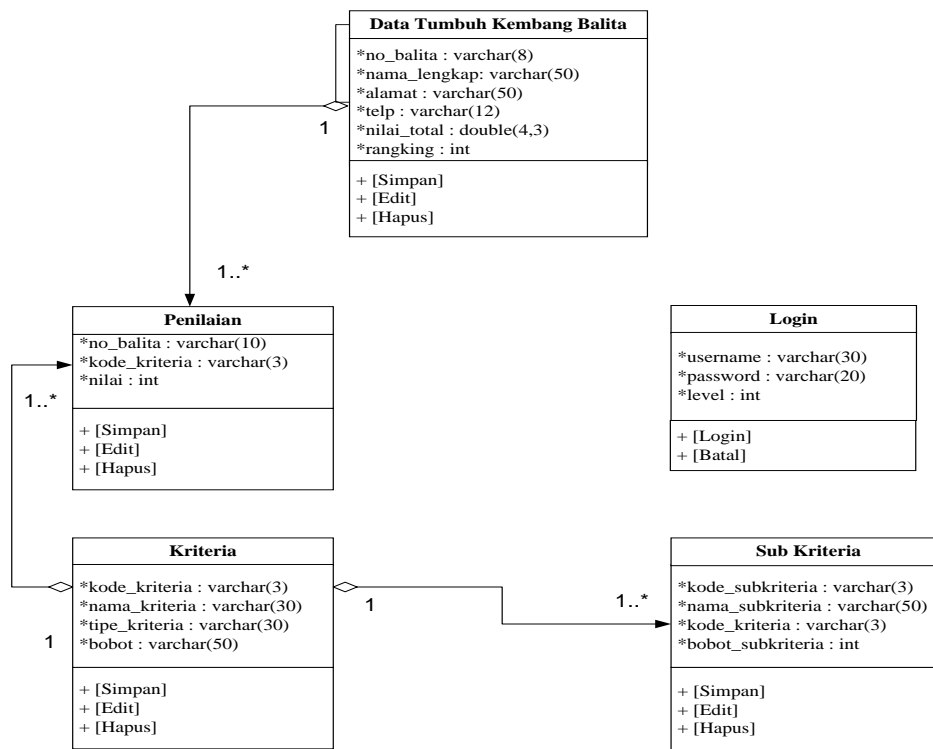 Data Tumbuh Kembang Balita
*no_balita : varchar(8)
*nama_lengkap: varchar(50)
*alamat : varchar(50)
*telp : varchar(12)
*nilai_total : double(4,3)
*rangking : int
+ [Simpan]
+ [Edit]
+ [Hapus]
1
1..*
Penilaian
*no_balita : varchar(10)
*kode_kriteria : varchar(3)
*nilai : int
+ [Simpan]
+ [Edit]
+ [Hapus]
1..*
Login
*username : varchar(30)
*password : varchar(20)
*level : int
+ [Login]
+ [Batal]
Kriteria
*kode_kriteria : varchar(3)
*nama_kriteria : varchar(30)
*tipe_kriteria : varchar(30)
*bobot : varchar(50)
+ [Simpan]
+ [Edit]
+ [Hapus]
1
1
1..*
Sub Kriteria
*kode_subkriteria : varchar(3)
*nama_subkriteria : varchar(50)
*kode_kriteria : varchar(3)
*bobot_subkriteria : int
+ [Simpan]
+ [Edit]
+ [Hapus]